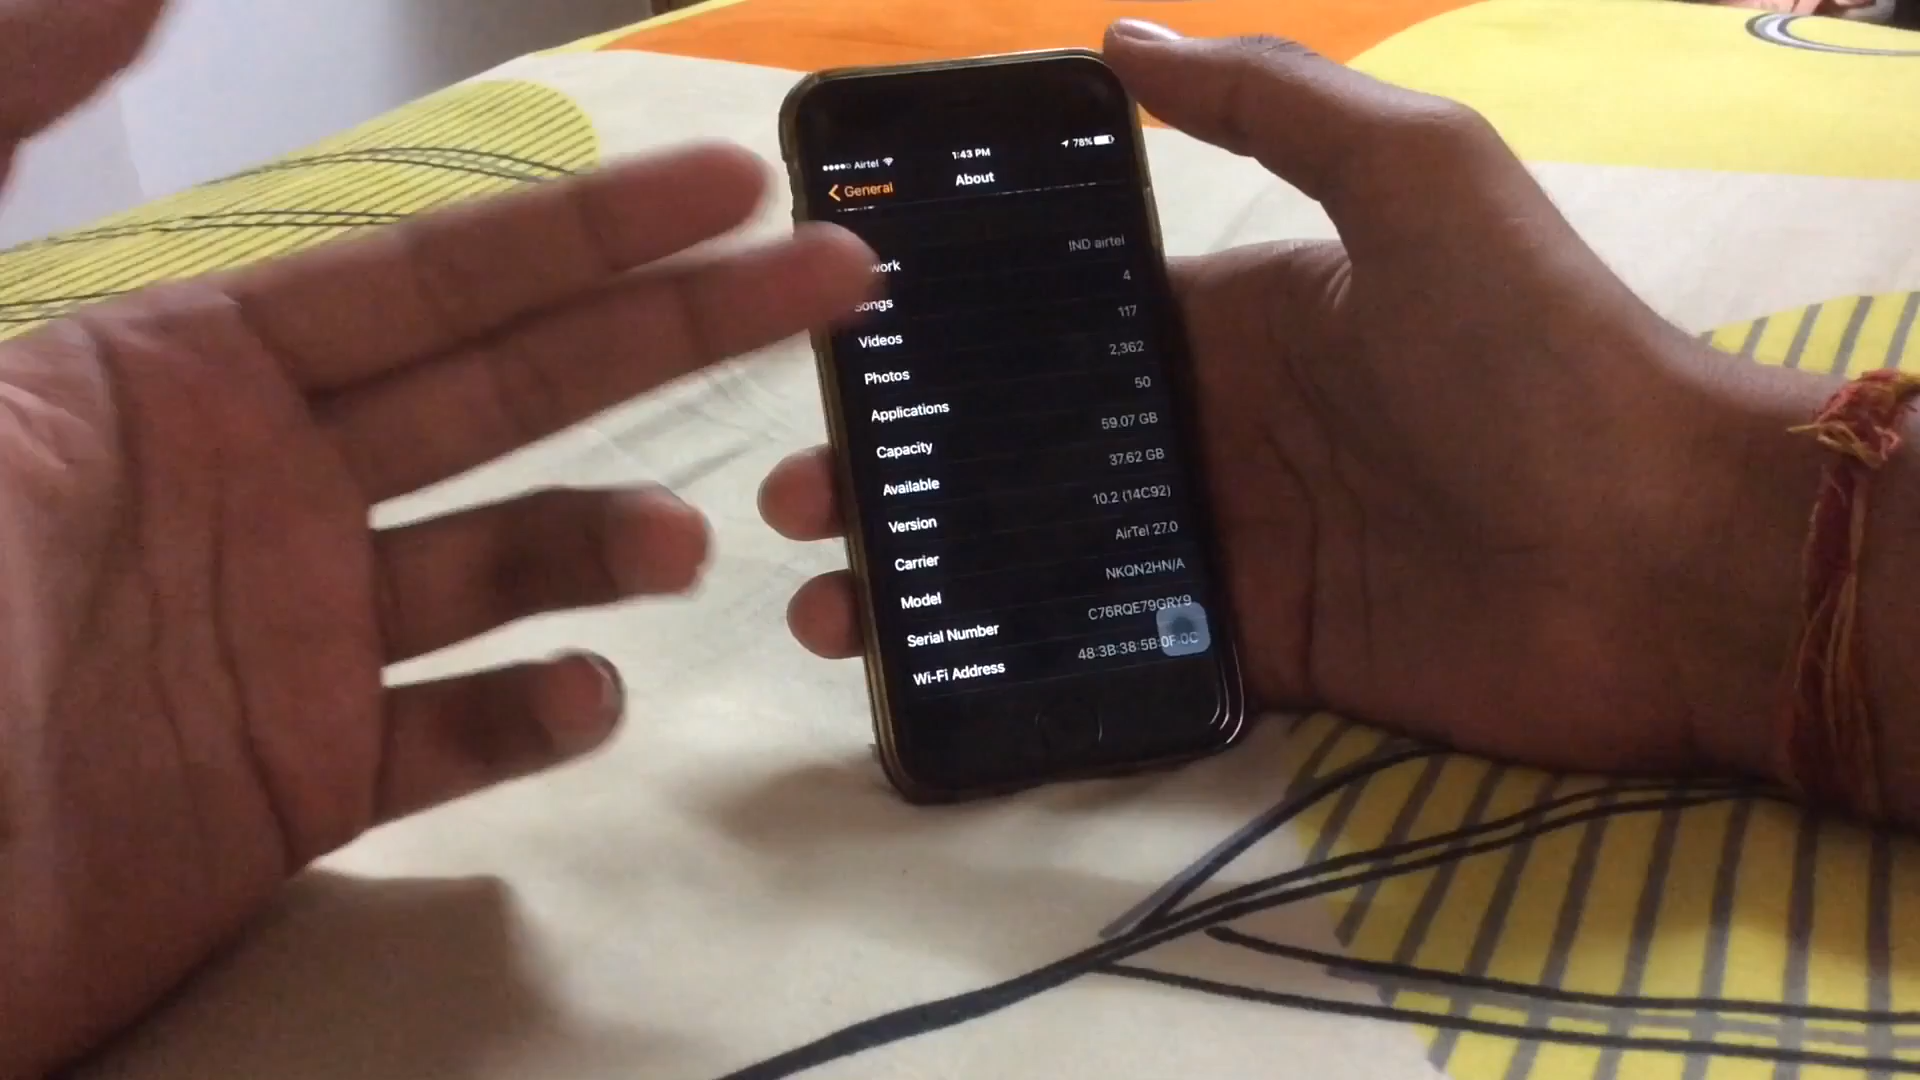 Airtel 1:43 PM 78%
General About
work IND airtel
Songs 4
Videos 117
Photos 2,362
Applications 50
Capacity 59.07 GB
Available 37.62 GB
Version 10.2 (14C92)
Carrier AirTel 27.0
Model NKQN2HN/A
Serial Number C76RQE79GRY9
Wi-Fi Address 48:3B:38:5B:0F:0C